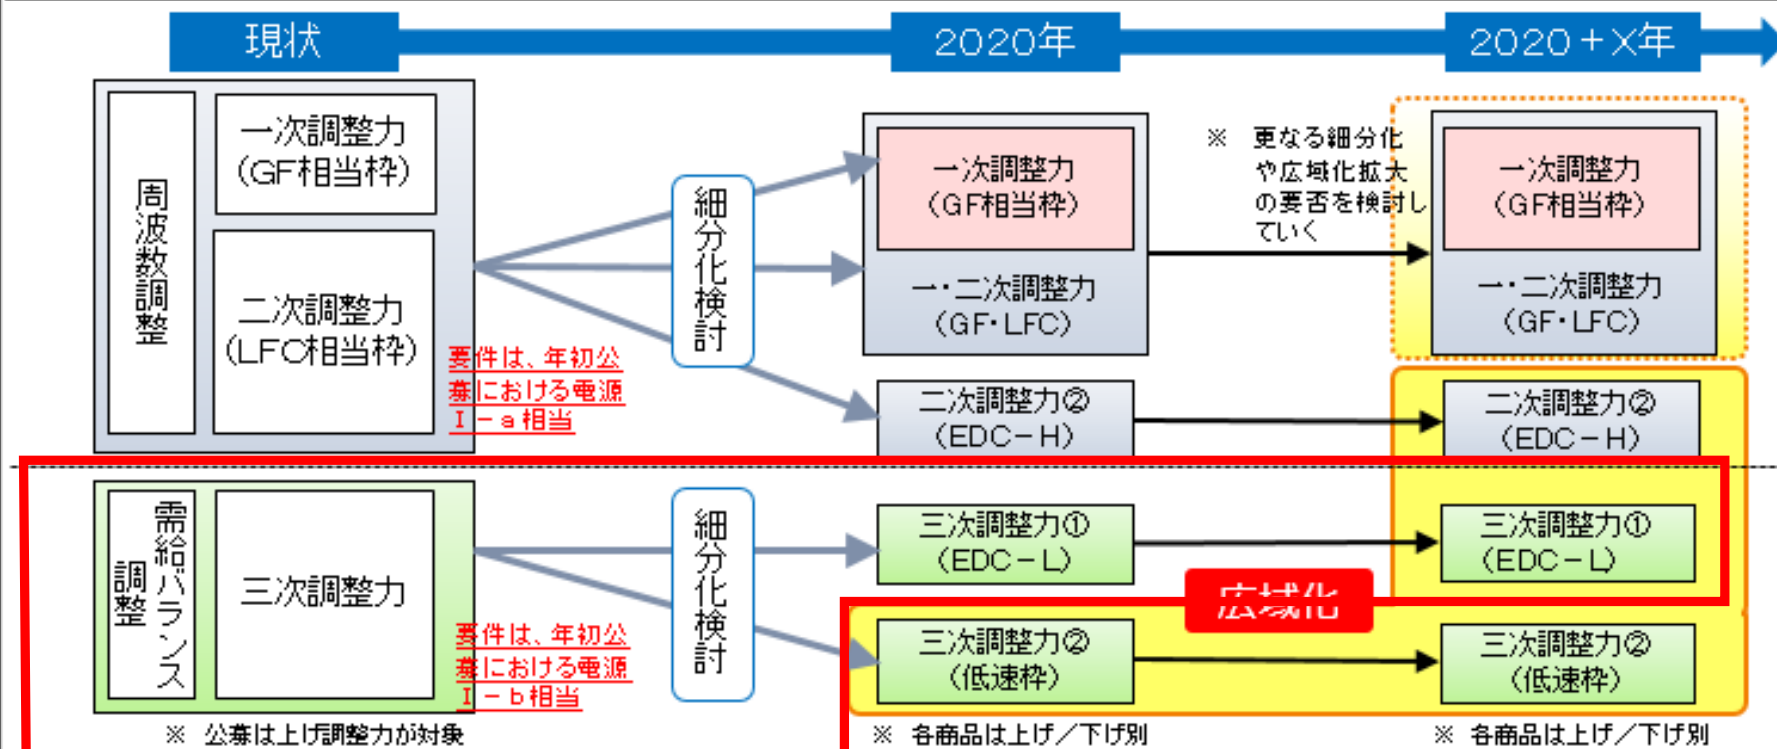 現状
2020年
2020+X年
周波数調整
一次調整力
(GF相当枠)
二次調整力
(LFC相当枠)
要件は、年初公
募における電源
Ⅰ-a相当
細分化検討
一次調整力
(GF相当枠)
一・二次調整力
(GF・LFC)
二次調整力②
(EDC-H)
※ 更なる細分化
や広域化拡大
の要否を検討し
ていく
一次調整力
(GF相当枠)
一・二次調整力
(GF・LFC)
二次調整力②
(EDC-H)
需給バランス
調整
三次調整力
要件は、年初公
募における電源
Ⅰ-b相当
細分化検討
三次調整力①
(EDC-L)
広域化
三次調整力①
(EDC-L)
三次調整力②
(低速枠)
三次調整力②
(低速枠)
※ 公募は上げ調整力が対象
※ 各商品は上げ/下げ別
※ 各商品は上げ/下げ別